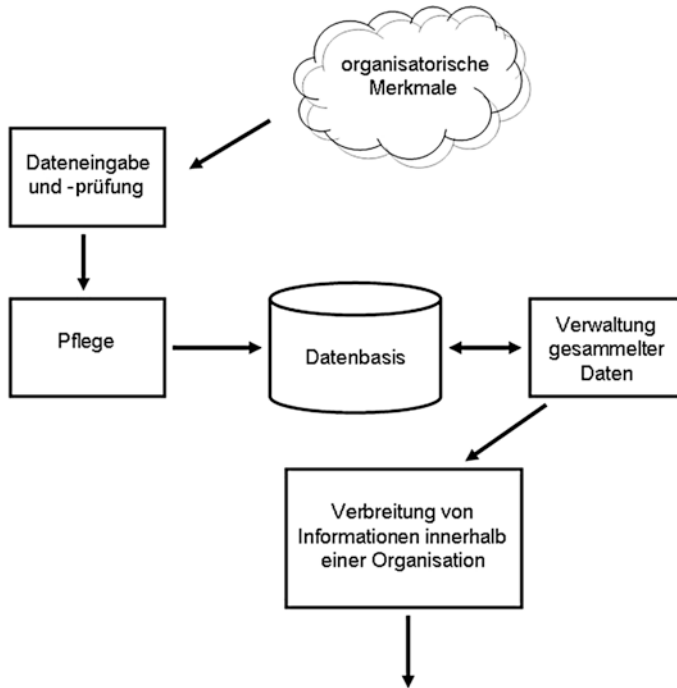 organisatorische
Merkmale
Dateneingabe
und -prüfung
Pflege
Datenbasis
Verwaltung
gesammelter
Daten
Verbreitung von
Informationen innerhalb
einer Organisation